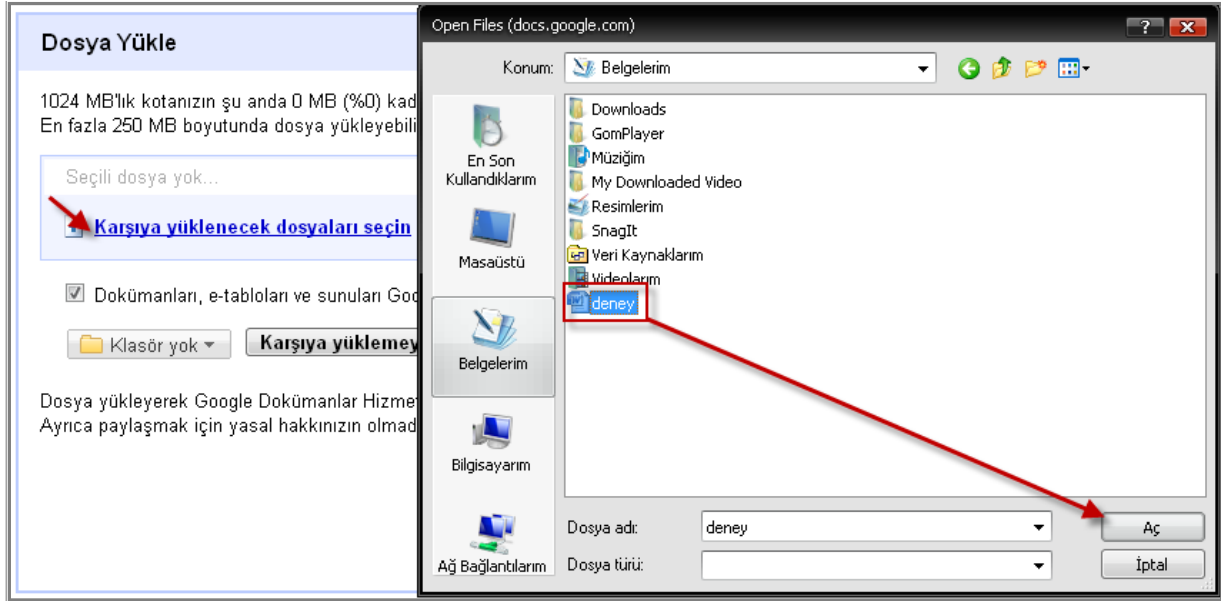 Dosya Yükle
1024 MB'lık kotanızın şu anda 0 MB (%0) kad
En fazla 250 MB boyutunda dosya yükleyebili
Seçili dosya yok...
Karşıya yüklenecek dosyaları seçin
Dokümanları, e-tabloları ve sunuları Goo
Klasör yok
Karşıya yüklemey
Dosya yükleyerek Google Dokümanlar Hizmet
Ayrıca paylaşmak için yasal hakkınızın olmad
Open Files (docs.google.com)
Konum:
Belgelerim
En Son
Kullandıklarım
Masaüstü
Belgelerim
Bilgisayarım
Ağ Bağlantılarım
Downloads
GomPlayer
Müziğim
My Downloaded Video
Resimlerim
SnagIt
Veri Kaynaklarım
Videolarım
deney
Dosya adı:
deney
Aç
Dosya türü:
İptal